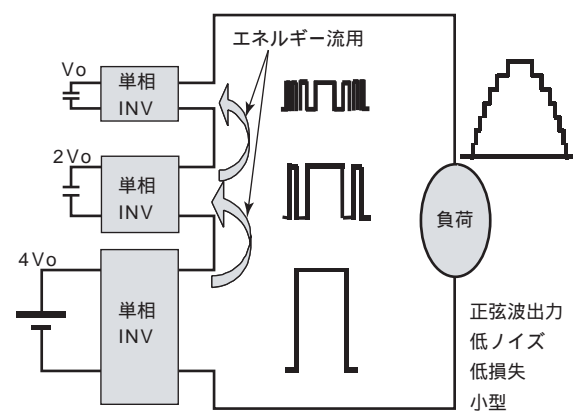 エネルギー流用
Vo
単相
INV
2Vo
単相
INV
4Vo
単相
INV
負荷
正弦波出力
低ノイズ
低損失
小型